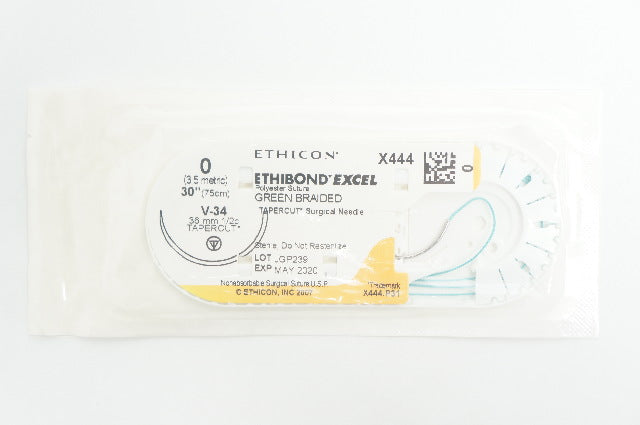 ETHICON*
X444
0
(3.5 metric)
30" (75cm)
V-34
36 mm 1/2c
TAPERCUT*
ETHIBOND* EXCEL
Polyester Suture
GREEN BRAIDED
TAPERCUT* Surgical Needle
Sterile Do Not Resterilize
LOT JGP239
EXP MAY 2020
Nonabsorbable Surgical Suture U.S.P.
© ETHICON, INC 2007
*Trademark
X444.P31
0